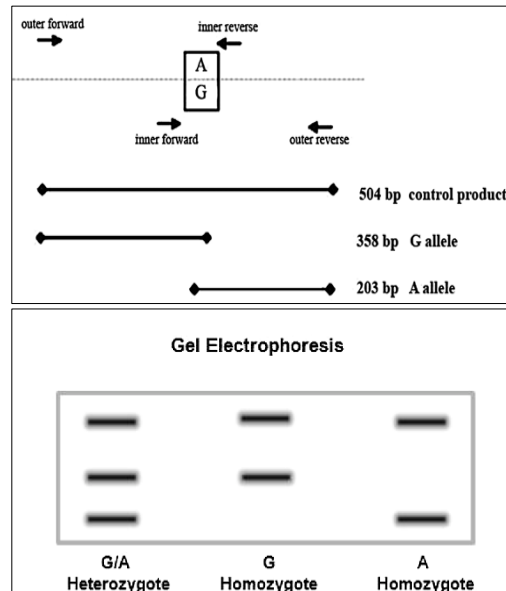 outer forward
inner reverse
A
G
inner forward
outer reverse
504 bp control product
358 bp G allele
203 bp A allele
Gel Electrophoresis
G/A
Heterozygote
G
Homozygote
A
Homozygote